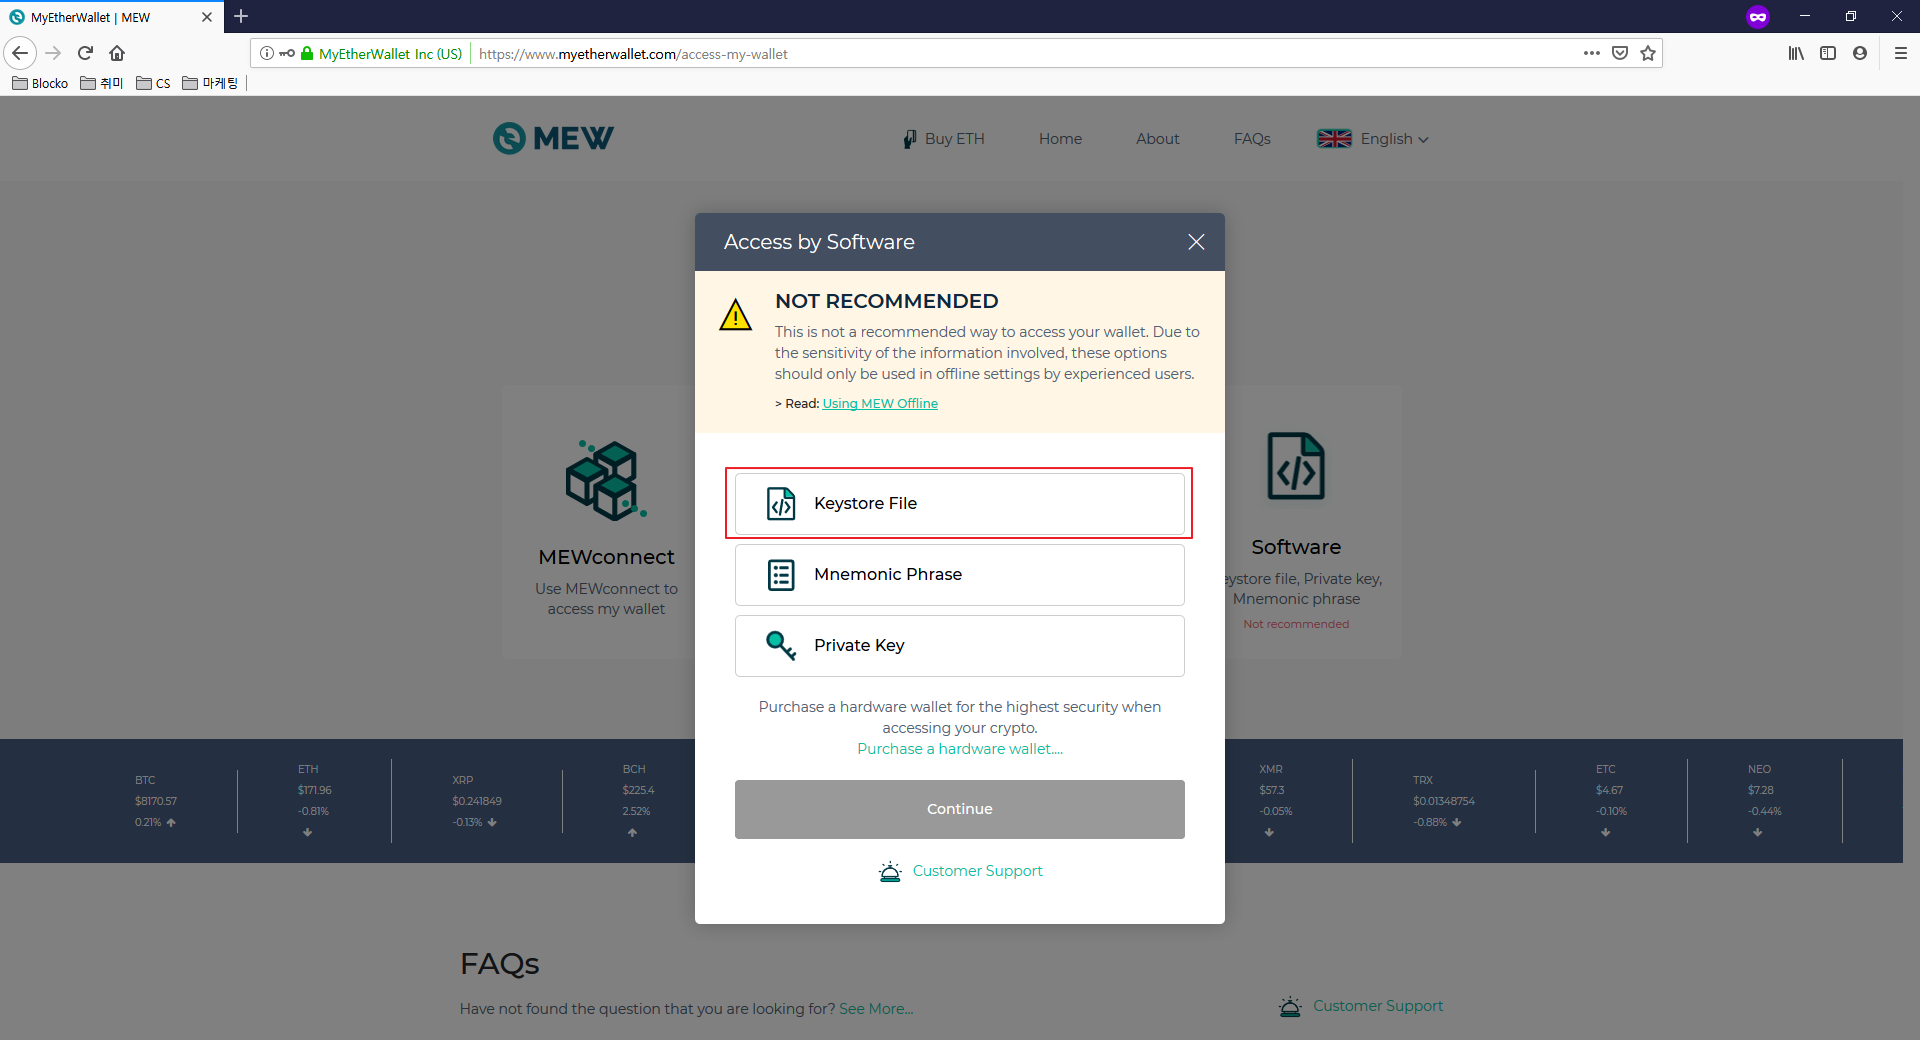 MyEtherWallet | MEW
MyEtherWallet Inc (US)
https://www.myetherwallet.com/access-my-wallet
Blocko
취미
CS
마케팅
MEW
Buy ETH
Home
About
FAQs
English
Access by Software
NOT RECOMMENDED
This is not a recommended way to access your wallet. Due to
the sensitivity of the information involved, these options
should only be used in offline settings by experienced users.
> Read: Using MEW Offline
Keystore File
Mnemonic Phrase
Private Key
Purchase a hardware wallet for the highest security when
accessing your crypto.
Purchase a hardware wallet....
Continue
Customer Support
MEWconnect
Use MEWconnect to
access my wallet
Software
eystore file, Private key,
Mnemonic phrase
Not recommended
BTC
$8170.57
0.21%
ETH
$171.96
-0.81%
XRP
$0.241849
-0.13%
BCH
$225.4
2.52%
XMR
$57.3
-0.05%
TRX
$0.01348754
-0.88%
ETC
$4.67
-0.10%
NEO
$7.28
-0.44%
FAQs
Have not found the question that you are looking for? See More...
Customer Support